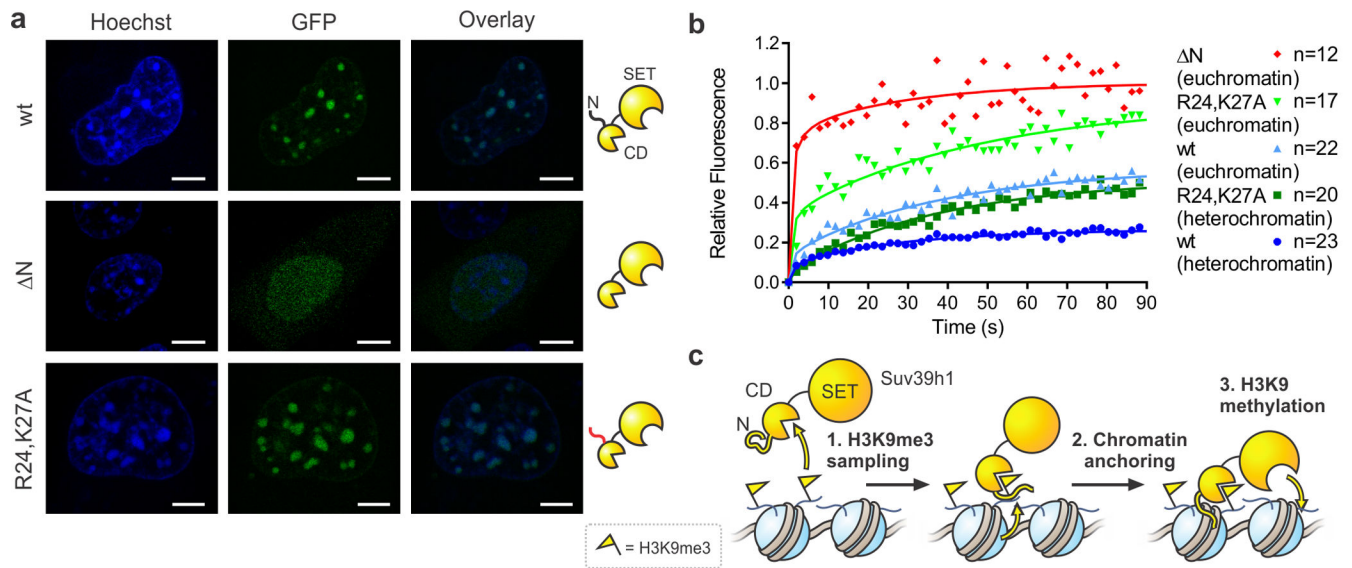 a
Hoechst
GFP
Overlay
wt
N
SET
CD
ΔN
R24,K27A
= H3K9me3
b
Relative Fluorescence
1.2
1.0
0.8
0.6
0.4
0.2
0.0
0 10 20 30 40 50 60 70 80 90
Time (s)
ΔN n=12
(euchromatin)
R24,K27A n=17
(euchromatin)
wt n=22
(euchromatin)
R24,K27A n=20
(heterochromatin)
wt n=23
(heterochromatin)
c
CD
SET
Suv39h1
N
1. H3K9me3
sampling
2. Chromatin
anchoring
3. H3K9
methylation